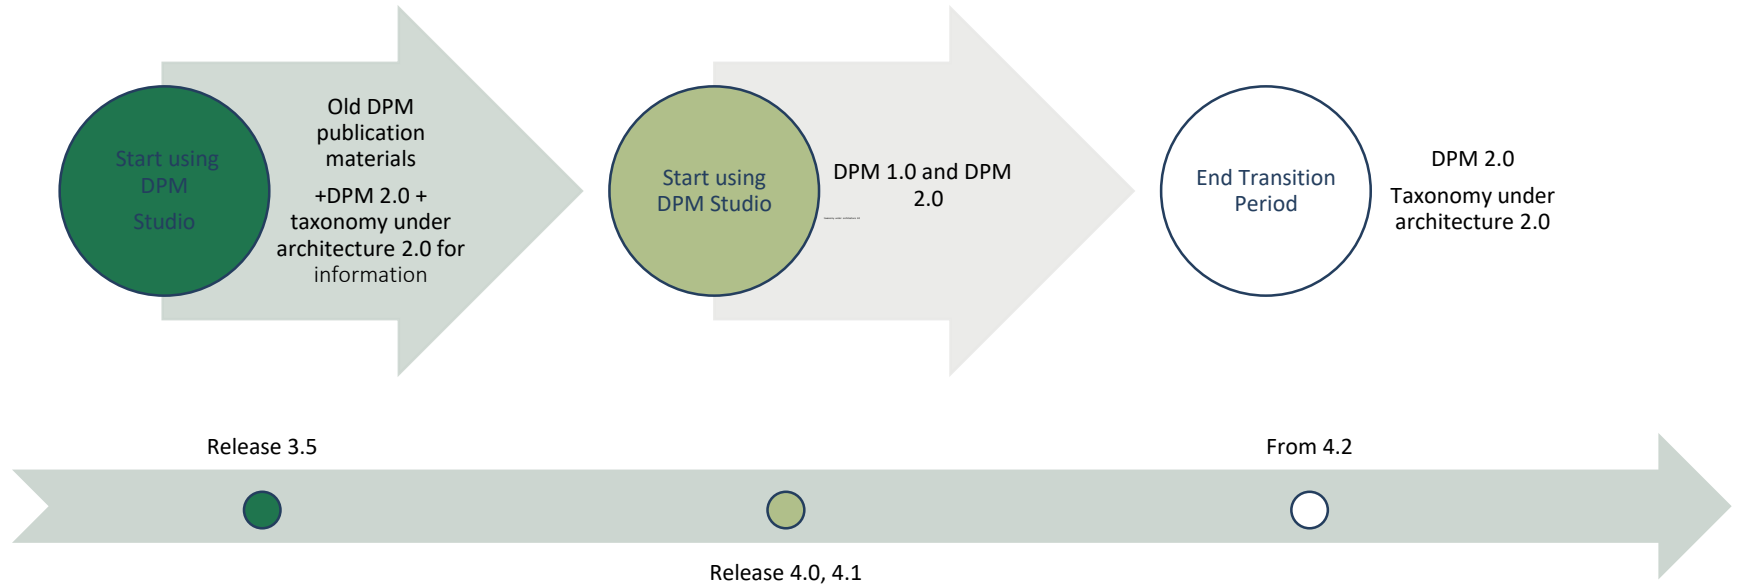 Start using
DPM
Studio
Old DPM
publication
materials
+DPM 2.0 +
taxonomy under
architecture 2.0 for
information
Start using
DPM Studio
DPM 1.0 and DPM
2.0
End Transition
Period
DPM 2.0
Taxonomy under
architecture 2.0
Release 3.5
Release 4.0, 4.1
From 4.2